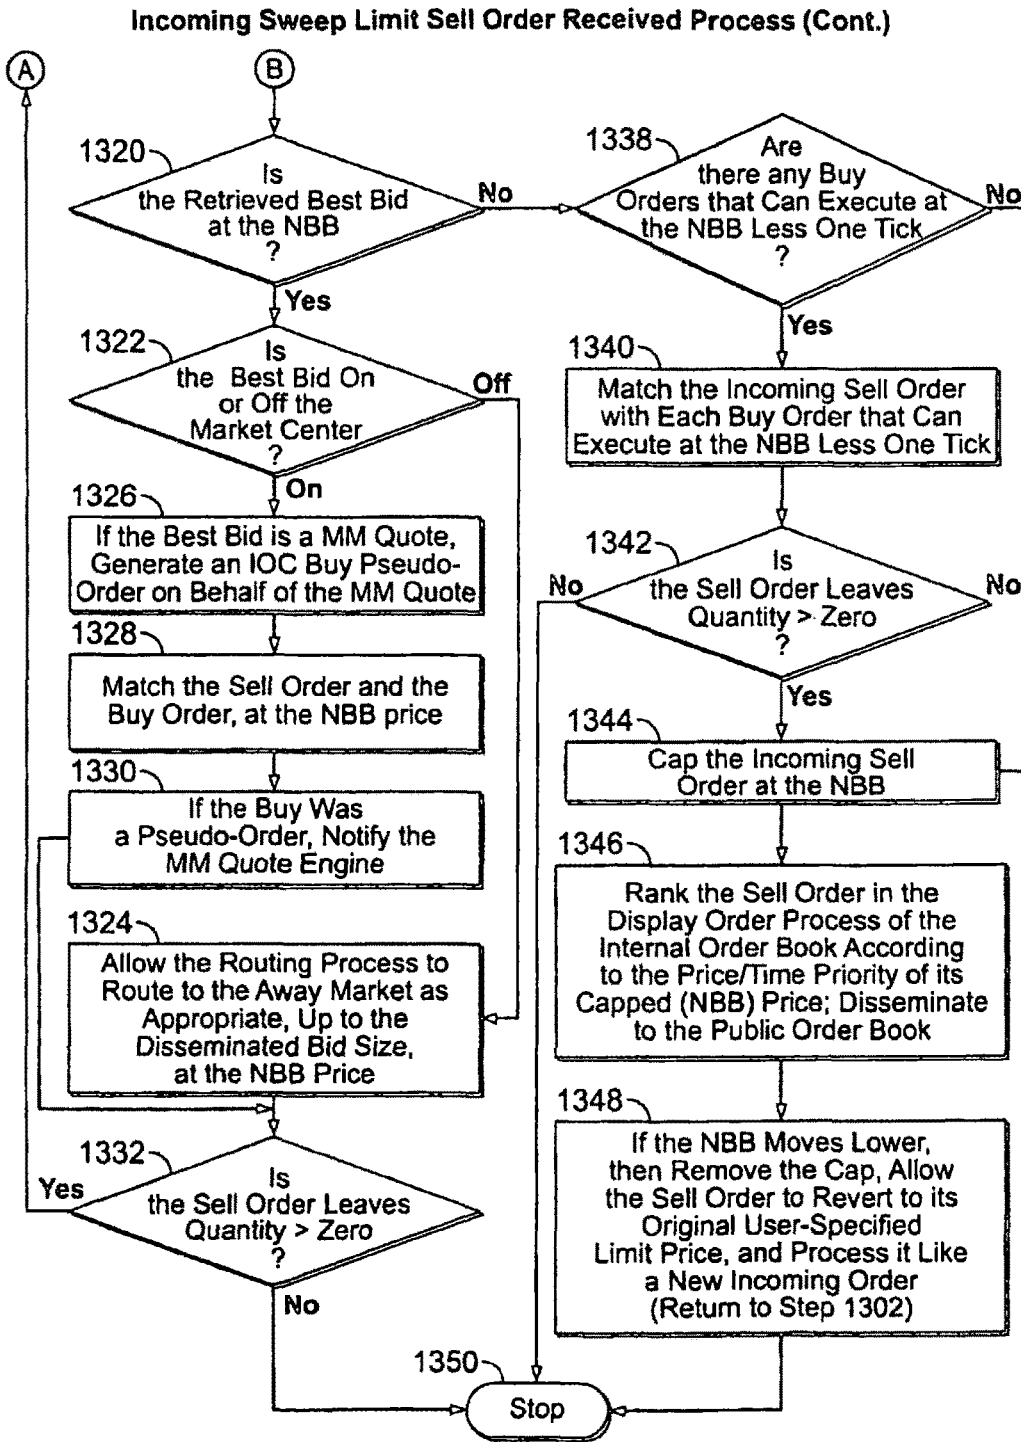 Incoming Sweep Limit Sell Order Received Process (Cont.)
A
B
1320
Is
the Retrieved Best Bid
at the NBB
?
No
Yes
1322
Is
the Best Bid On
or Off the
Market Center
?
Off
On
1326
If the Best Bid is a MM Quote,
Generate an IOC Buy Pseudo-
Order on Behalf of the MM Quote
1328
Match the Sell Order and the
Buy Order, at the NBB price
1330
If the Buy Was
a Pseudo-Order, Notify the
MM Quote Engine
1324
Allow the Routing Process to
Route to the Away Market as
Appropriate, Up to the
Disseminated Bid Size,
at the NBB Price
1332
Yes
Is
the Sell Order Leaves
Quantity > Zero
?
No
1338
Are
there any Buy
Orders that Can Execute at
the NBB Less One Tick
?
No
Yes
1340
Match the Incoming Sell Order
with Each Buy Order that Can
Execute at the NBB Less One Tick
1342
No
Is
the Sell Order Leaves
Quantity > Zero
?
No
Yes
1344
Cap the Incoming Sell
Order at the NBB
1346
Rank the Sell Order in the
Display Order Process of the
Internal Order Book According
to the Price/Time Priority of its
Capped (NBB) Price; Disseminate
to the Public Order Book
1348
If the NBB Moves Lower,
then Remove the Cap, Allow
the Sell Order to Revert to its
Original User-Specified
Limit Price, and Process it Like
a New Incoming Order
(Return to Step 1302)
1350
Stop